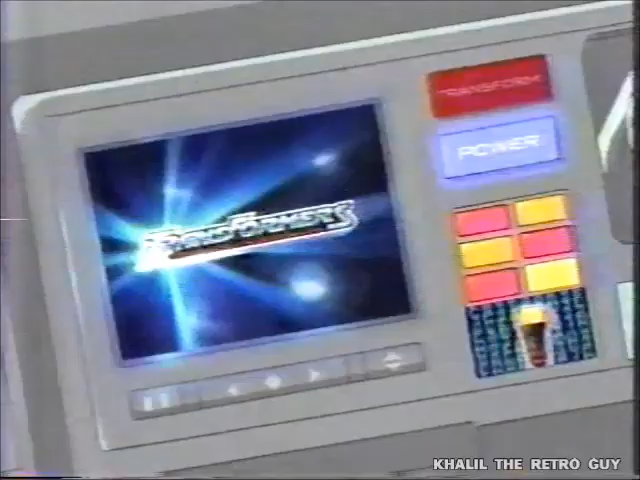 TRANSFORMERS
TRANSFORM
POWER
KHALIL THE RETRO GUY